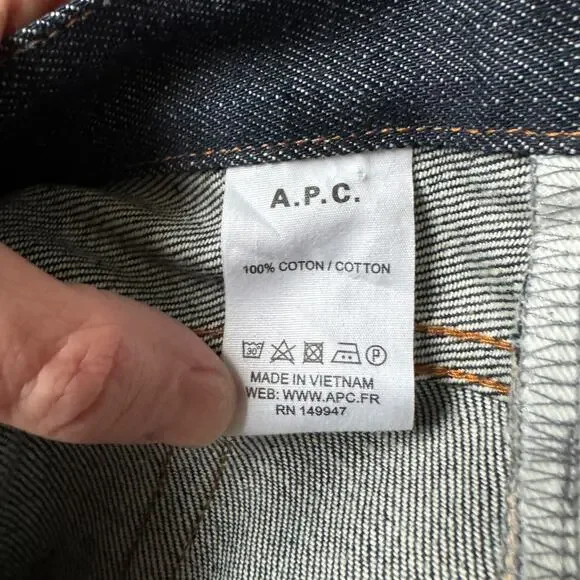 A.P.C.
100% COTON / COTTON
30° P
MADE IN VIETNAM
WEB: WWW.APC.FR
RN 149947